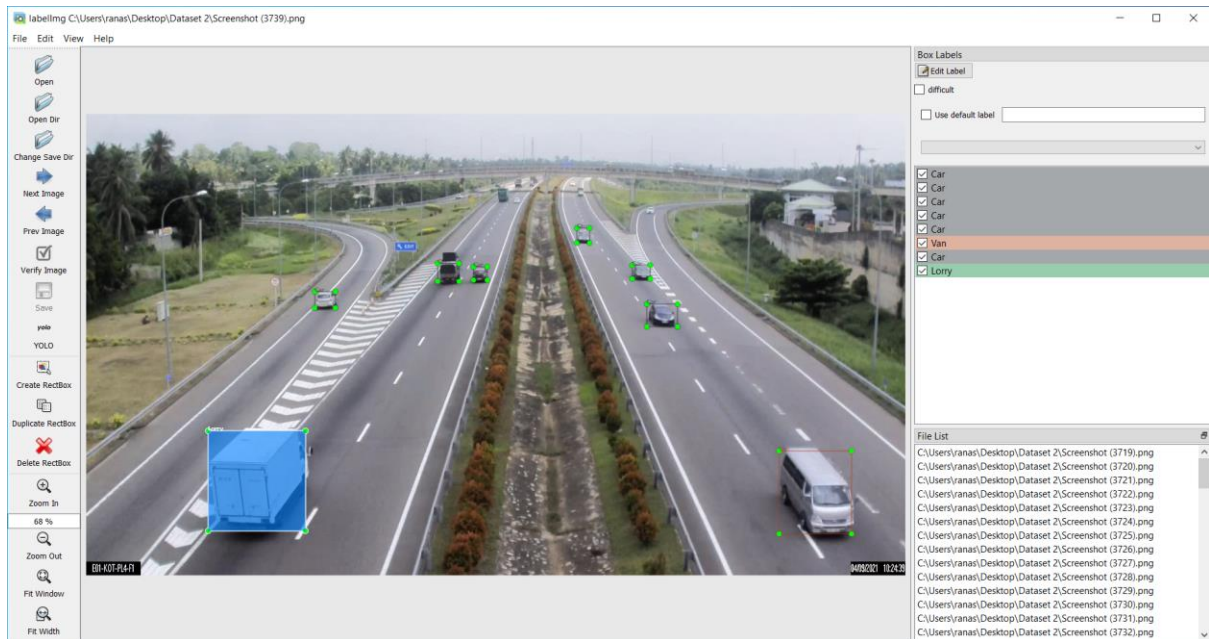 labelImg C:\Users\ranas\Desktop\Dataset 2\Screenshot (3739).png
File Edit View Help
Open
Open Dir
Change Save Dir
Next Image
Prev Image
Verify Image
Save
yolo
YOLO
Create RectBox
Duplicate RectBox
Delete RectBox
Zoom In
68 %
Zoom Out
Fit Window
Fit Width
E01-KOT-PL4-F1
04/09/2021 10:24:39
Box Labels
Edit Label
difficult
Use default label
Car
Car
Car
Car
Car
Van
Car
Lorry
File List
C:\Users\ranas\Desktop\Dataset 2\Screenshot (3719).png
C:\Users\ranas\Desktop\Dataset 2\Screenshot (3720).png
C:\Users\ranas\Desktop\Dataset 2\Screenshot (3721).png
C:\Users\ranas\Desktop\Dataset 2\Screenshot (3722).png
C:\Users\ranas\Desktop\Dataset 2\Screenshot (3723).png
C:\Users\ranas\Desktop\Dataset 2\Screenshot (3724).png
C:\Users\ranas\Desktop\Dataset 2\Screenshot (3725).png
C:\Users\ranas\Desktop\Dataset 2\Screenshot (3726).png
C:\Users\ranas\Desktop\Dataset 2\Screenshot (3727).png
C:\Users\ranas\Desktop\Dataset 2\Screenshot (3728).png
C:\Users\ranas\Desktop\Dataset 2\Screenshot (3729).png
C:\Users\ranas\Desktop\Dataset 2\Screenshot (3730).png
C:\Users\ranas\Desktop\Dataset 2\Screenshot (3731).png
C:\Users\ranas\Desktop\Dataset 2\Screenshot (3732).png